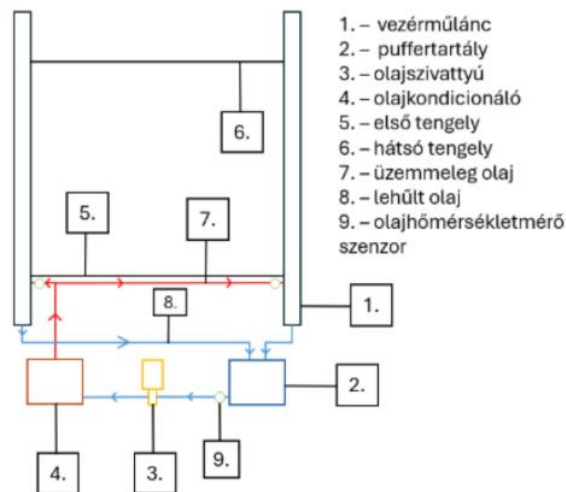 1. – vezérműlánc
2. – puffertartály
3. – olajszivattyú
4. – olajkondicionáló
5. – első tengely
6. – hátsó tengely
7. – üzemmeleg olaj
8. – lehűlt olaj
9. – olajhőmérsékletmérő
szenzor
6.
5.
7.
8.
1.
2.
4.
3.
9.